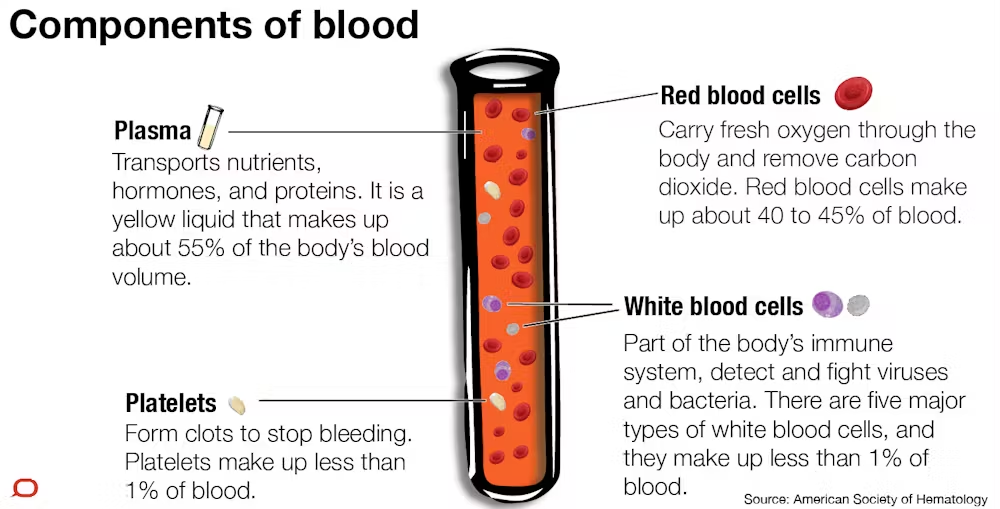 Components of blood
Plasma
Transports nutrients,
hormones, and proteins. It is a
yellow liquid that makes up
about 55% of the body's blood
volume.
Platelets
Form clots to stop bleeding.
Platelets make up less than
1% of blood.
Red blood cells
Carry fresh oxygen through the
body and remove carbon
dioxide. Red blood cells make
up about 40 to 45% of blood.
White blood cells
Part of the body's immune
system, detect and fight viruses
and bacteria. There are five major
types of white blood cells, and
they make up less than 1% of
blood.
Source: American Society of Hematology